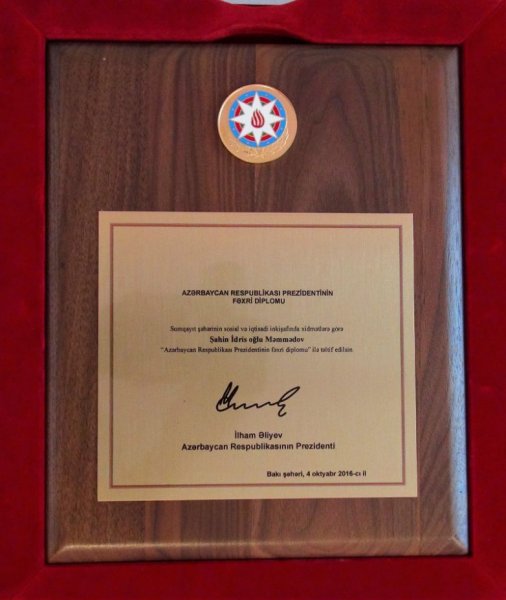 AZƏRBAYCAN RESPUBLİKASI PREZİDENTİNİN
FƏXRİ DİPLOMU
Sumqayıt şəhərinin sosial və iqtisadi inkişafında xidmətlərə görə
Şahin İdris oğlu Məmmədov
"Azərbaycan Respublikası Prezidentinin fəxri diplomu" ilə təltif edilsin
İlham Əliyev
Azərbaycan Respublikasının Prezidenti
Bakı şəhəri, 4 oktyabr 2016-cı il